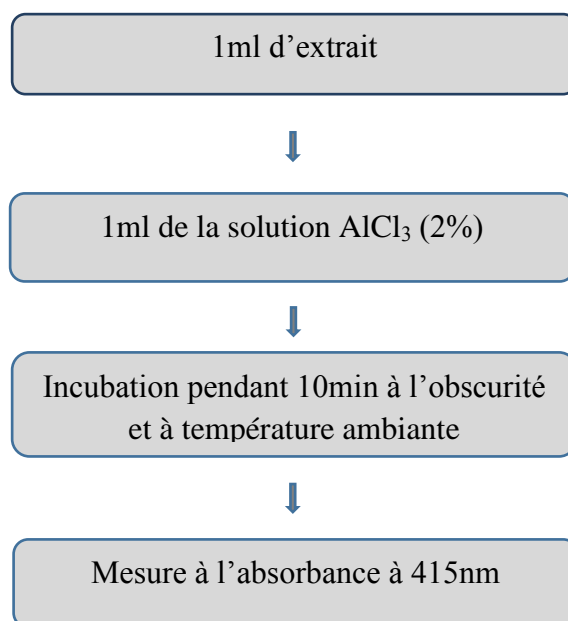 1ml d’extrait
1ml de la solution AlCl₃ (2%)
Incubation pendant 10min à l’obscurité
et à température ambiante
Mesure à l’absorbance à 415nm